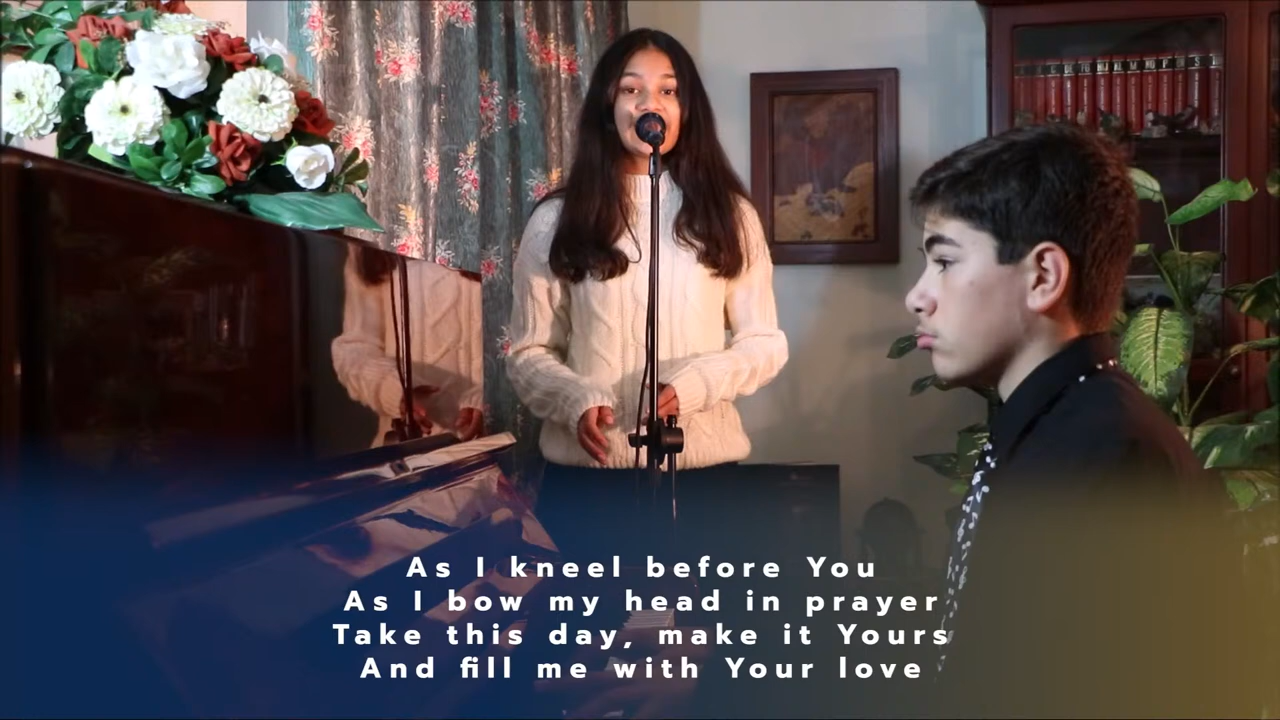 As I kneel before You
As I bow my head in prayer
Take this day, make it Yours
And fill me with Your love